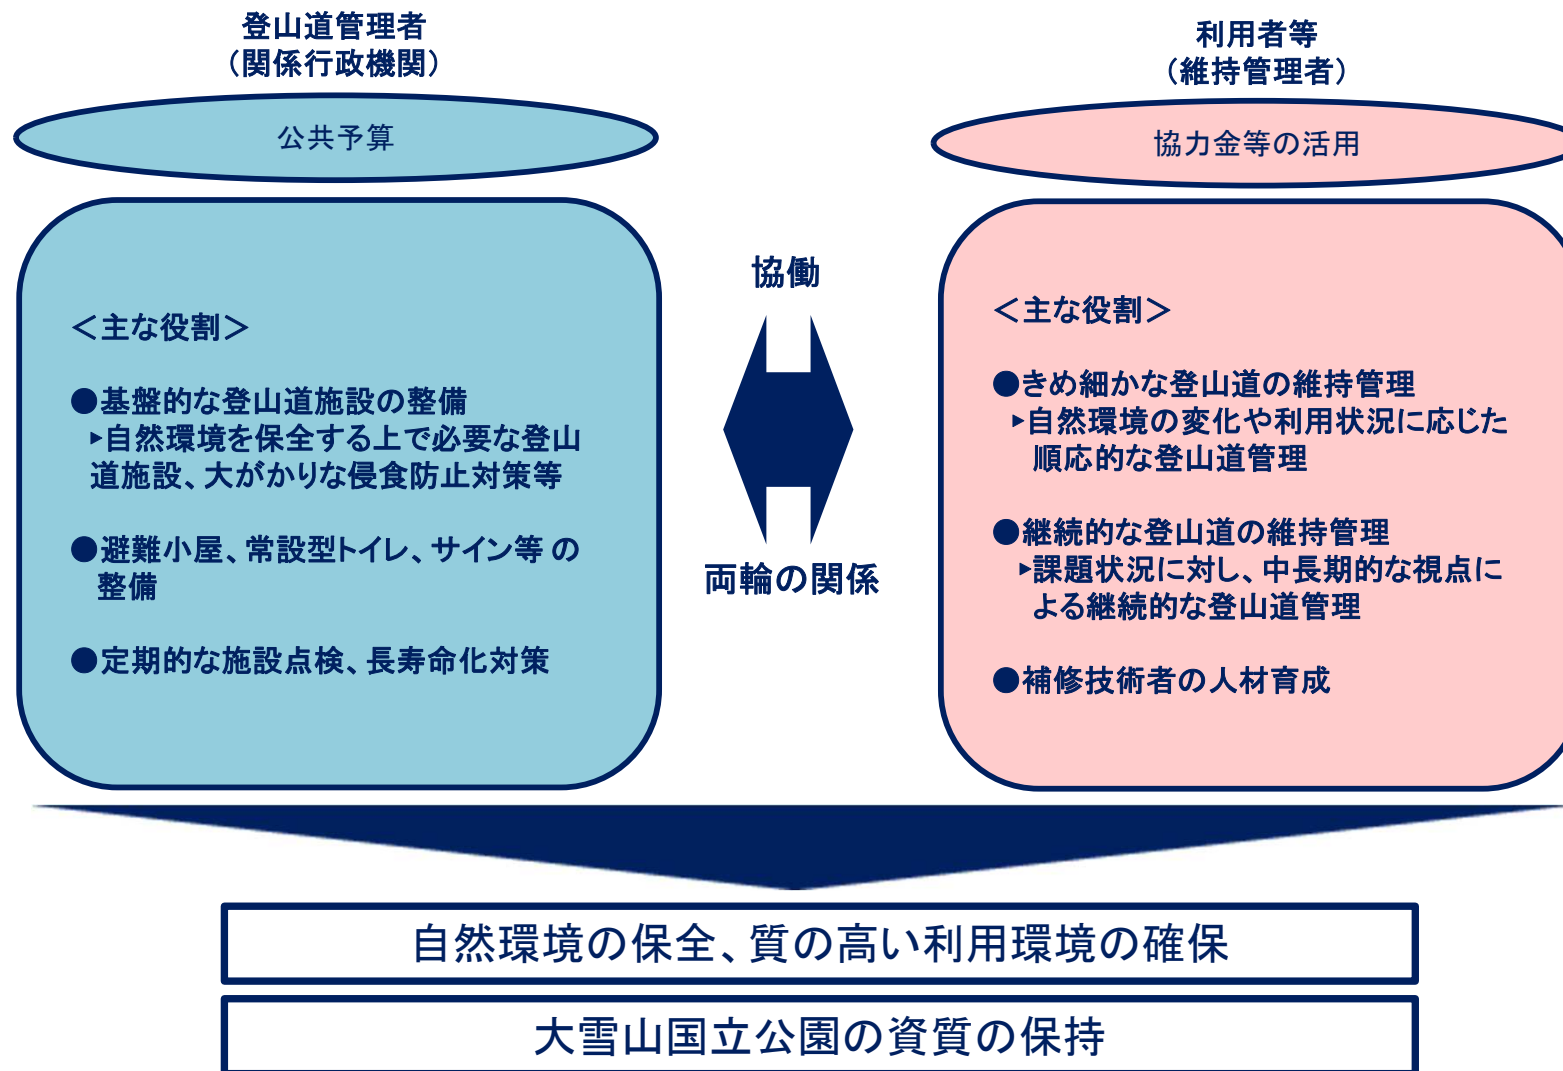 登山道管理者
（関係行政機関）
公共予算
＜主な役割＞
●基盤的な登山道施設の整備
▸自然環境を保全する上で必要な登山
道施設、大がかりな侵食防止対策等
●避難小屋、常設型トイレ、サイン等 の
整備
●定期的な施設点検、長寿命化対策
協働
両輪の関係
利用者等
（維持管理者）
協力金等の活用
＜主な役割＞
●きめ細かな登山道の維持管理
▸自然環境の変化や利用状況に応じた
順応的な登山道管理
●継続的な登山道の維持管理
▸課題状況に対し、中長期的な視点に
よる継続的な登山道管理
●補修技術者の人材育成
自然環境の保全、質の高い利用環境の確保
大雪山国立公園の資質の保持